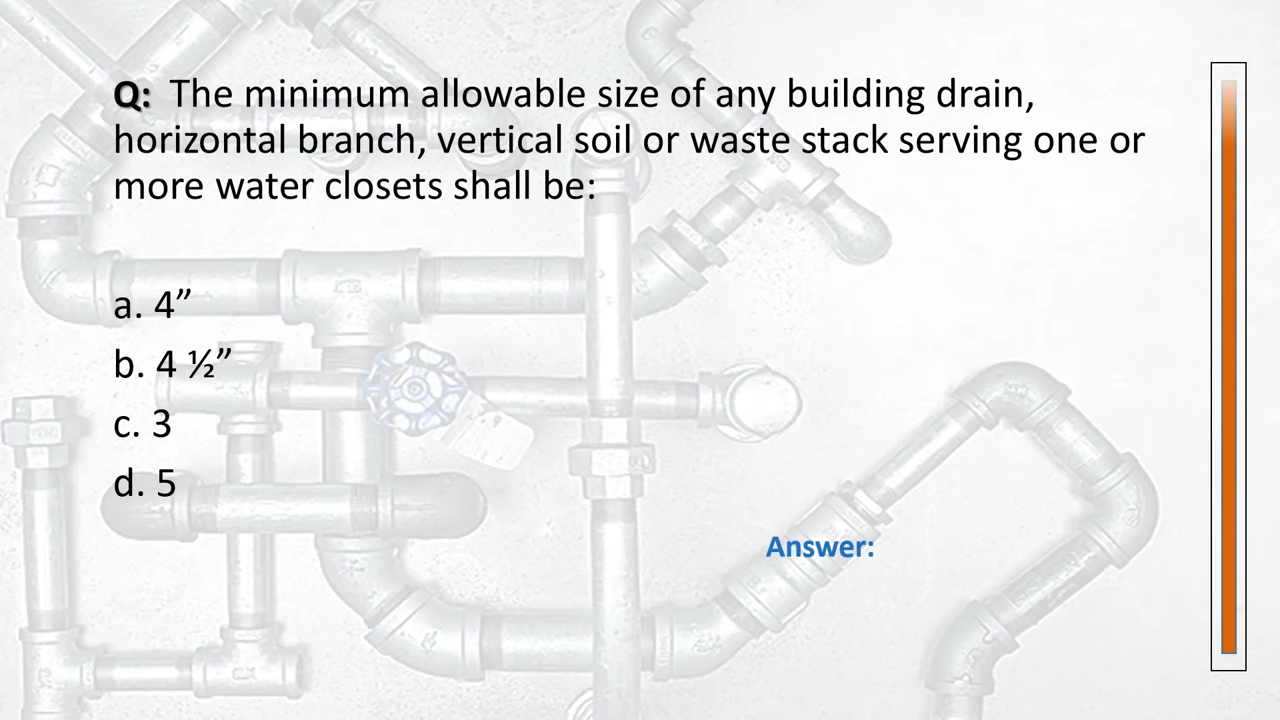 Q: The minimum allowable size of any building drain,
horizontal branch, vertical soil or waste stack serving one or
more water closets shall be:
a. 4”
b. 4 ½”
c. 3
d. 5
Answer: